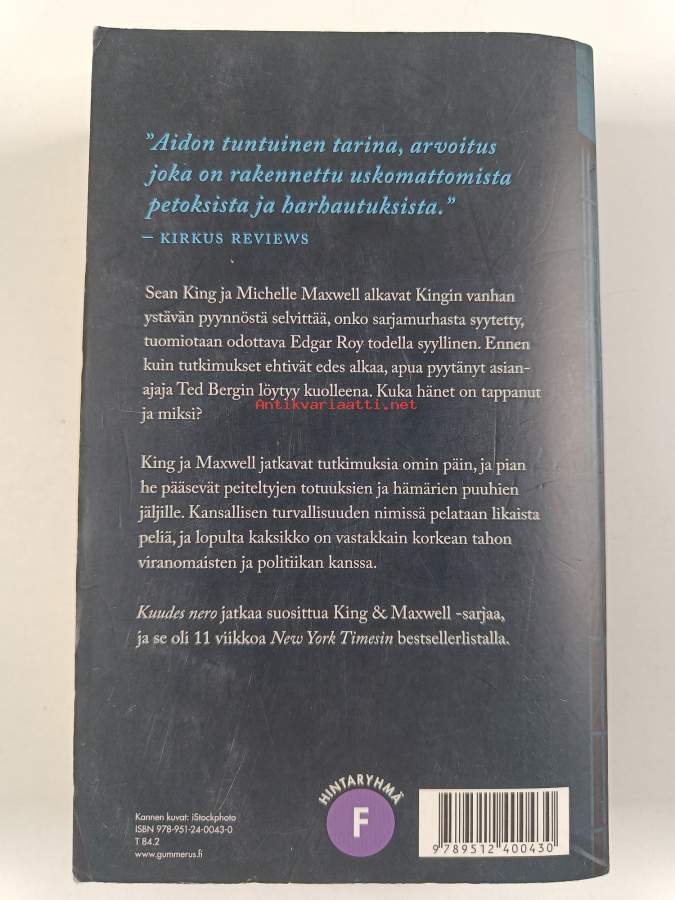 ”Aidon tuntuinen tarina, arvoitus
joka on rakennettu uskomattomista
petoksista ja harhautuksista.”
– KIRKUS REVIEWS
Sean King ja Michelle Maxwell alkavat Kingin vanhan
ystävän pyynnöstä selvittää, onko sarjamurhasta syytetty,
tuomiotaan odottava Edgar Roy todella syyllinen. Ennen
kuin tutkimukset ehtivät edes alkaa, apua pyytänyt asian-
ajaja Ted Bergin löytyy kuolleena. Kuka hänet on tappanut
Antikvariaatti.net
ja miksi?
King ja Maxwell jatkavat tutkimuksia omin päin, ja pian
he pääsevät peiteltyjen totuuksien ja hämärien puuhien
jäljille. Kansallisen turvallisuuden nimissä pelataan likaista
peliä, ja lopulta kaksikko on vastakkain korkean tahon
viranomaisten ja politiikan kanssa.
Kuudes nero jatkaa suosittua King & Maxwell -sarjaa,
ja se oli 11 viikkoa New York Timesin bestsellerlistalla.
HINTARYHMÄ
F
Kannen kuvat: iStockphoto
ISBN 978-951-24-0043-0
T 84.2
www.gummerus.fi
9 789512 400430